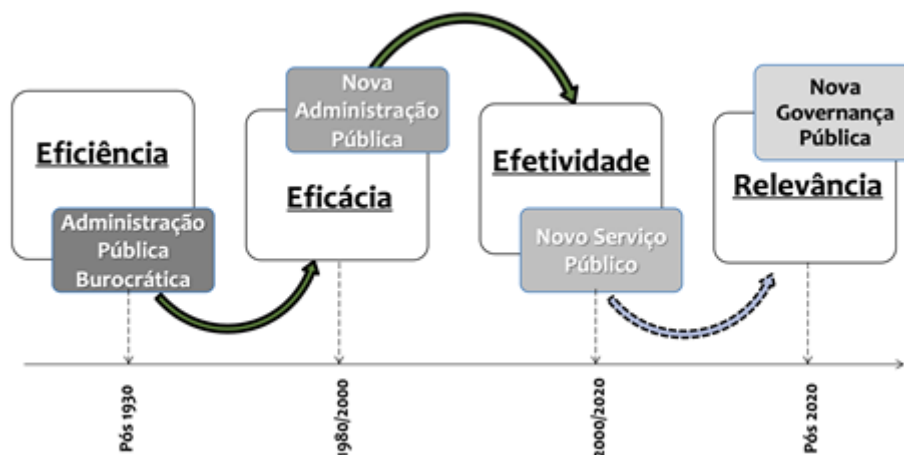 Eficiência
Administração
Pública
Burocrática
Nova
Administração
Pública
Eficácia
Efetividade
Novo Serviço
Público
Nova
Governança
Pública
Relevância
Pós 1930
1980/2000
2000/2020
Pós 2020